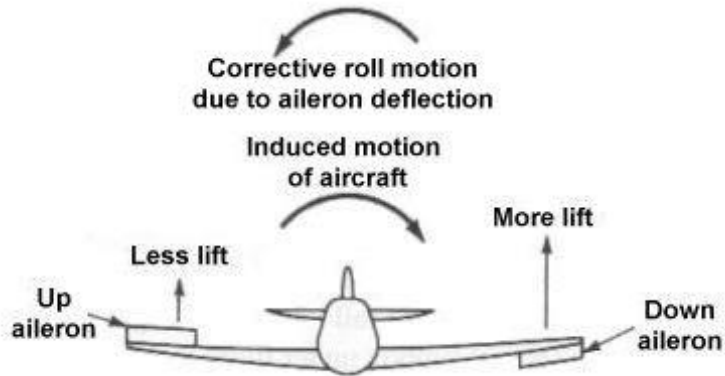 Corrective roll motion
due to aileron deflection
Induced motion
of aircraft
More lift
Less lift
Up
aileron
Down
aileron